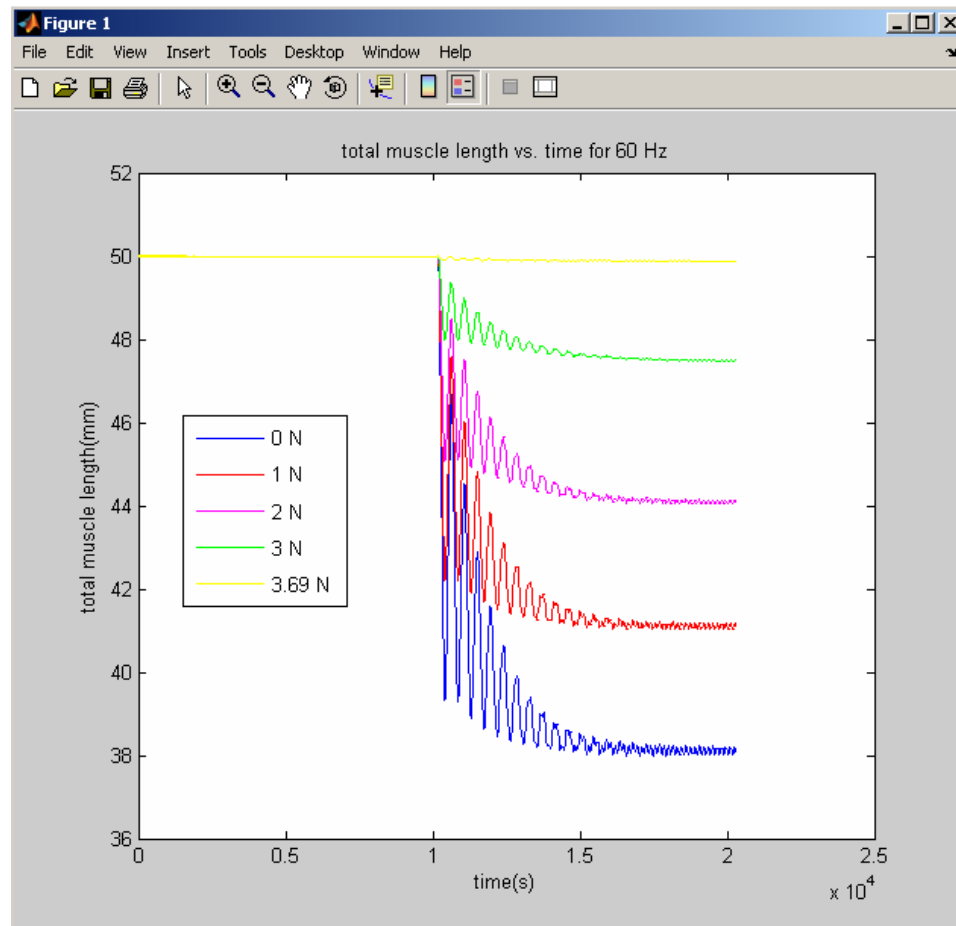 Figure 1
File Edit View Insert Tools Desktop Window Help
total muscle length vs. time for 60 Hz
total muscle length(mm)
52
50
48
46
44
42
40
38
36
0 N
1 N
2 N
3 N
3.69 N
0 0.5 1 1.5 2 2.5
time(s)
x 10^4